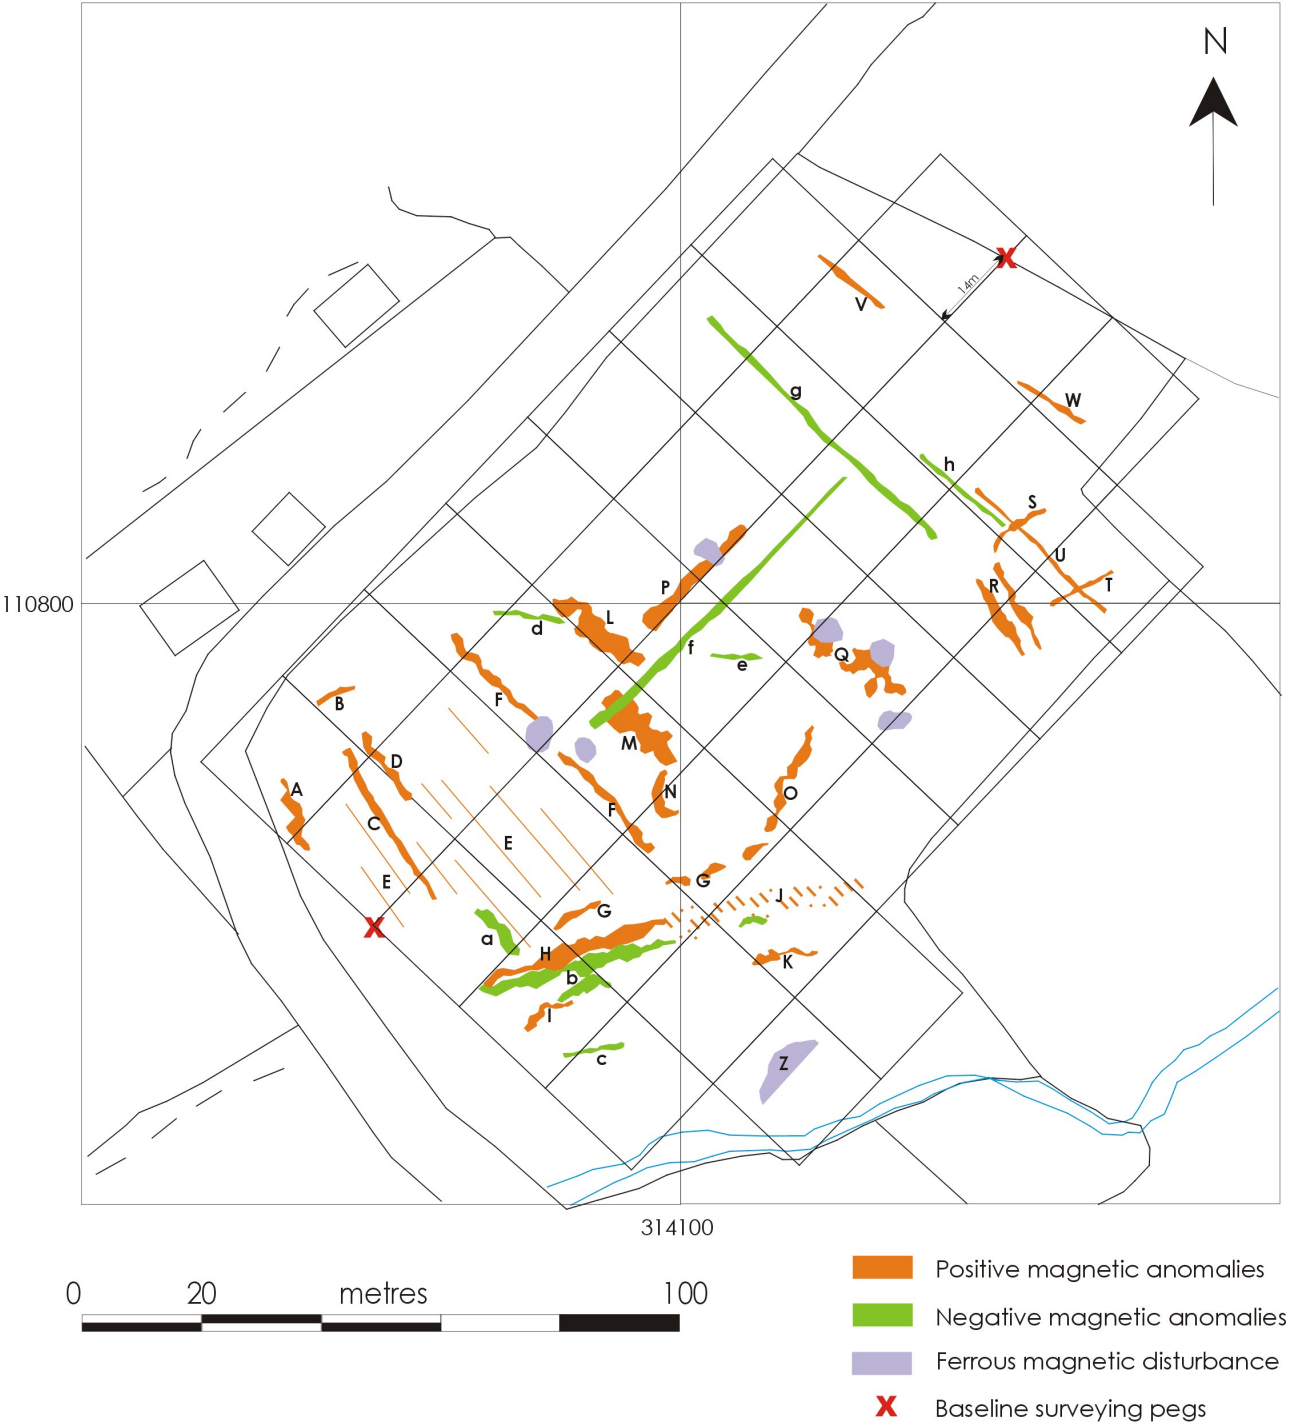 N
14m
V
g
W
h
S
U
R
T
P
110800
L
d
f
e
Q
F
B
M
D
A
N
O
F
C
E
E
G
J
G
a
H
K
b
I
c
Z
314100
0 20 metres 100
Positive magnetic anomalies
Negative magnetic anomalies
Ferrous magnetic disturbance
X Baseline surveying pegs